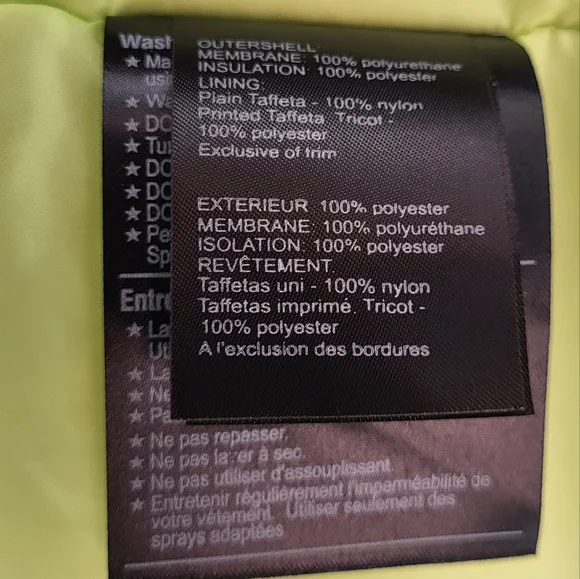 Wash
OUTERSHELL:
MEMBRANE: 100% polyurethane
INSULATION: 100% polyester
LINING:
Plain Taffeta - 100% nylon
Printed Taffeta, Tricot -
100% polyester
Exclusive of trim
EXTERIEUR: 100% polyester
MEMBRANE: 100% polyuréthane
ISOLATION: 100% polyester
REVÊTEMENT:
Taffetas uni - 100% nylon
Taffetas imprimé, Tricot -
100% polyester
À l'exclusion des bordures
★ Ne pas repasser.
★ Ne pas laver à sec.
★ Ne pas utiliser d'assouplissant.
★ Entretenir régulièrement l'imperméabilité de
votre vêtement. Utiliser seulement des
sprays adaptées